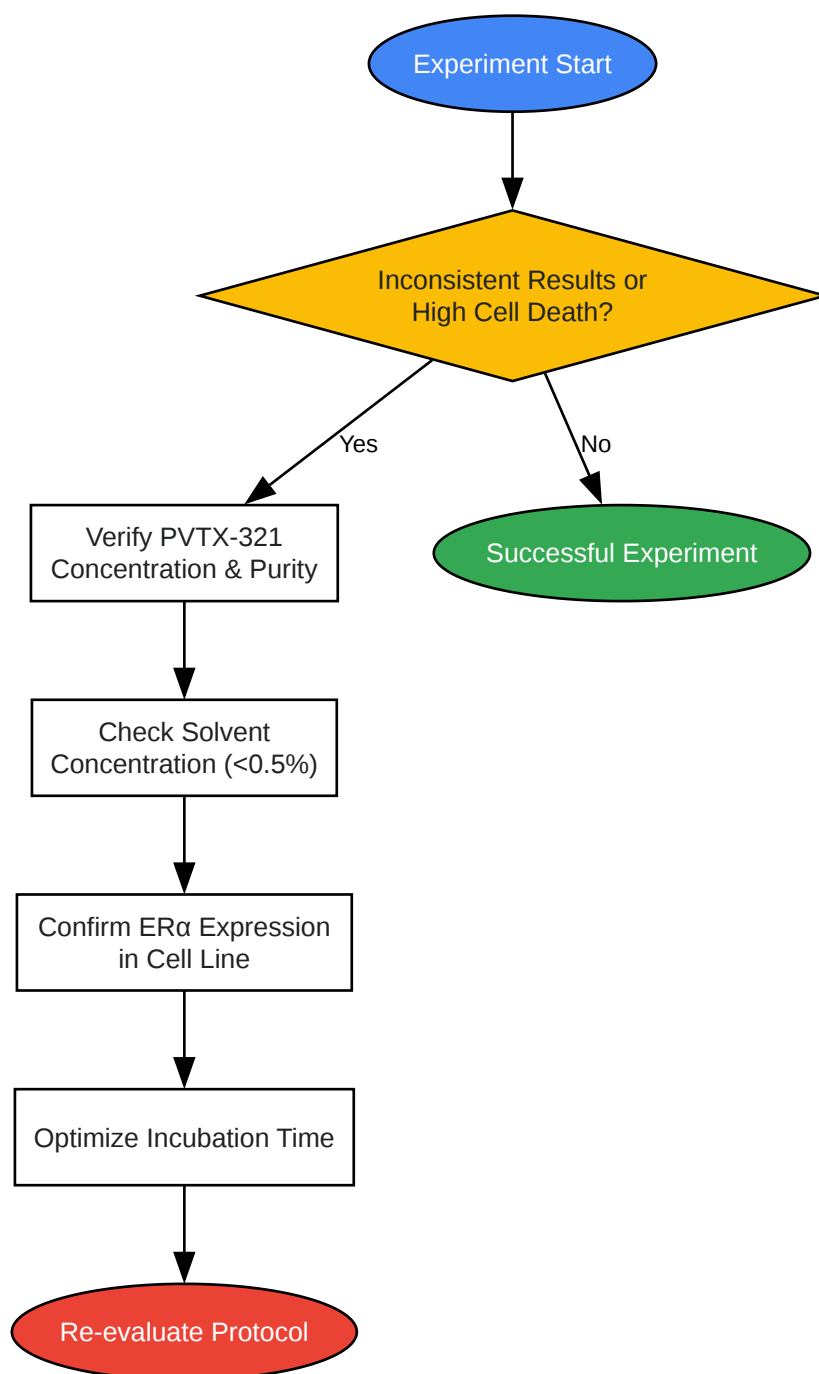 Experiment Start
Inconsistent Results or
High Cell Death?
Yes
No
Verify PVTX-321
Concentration & Purity
Successful Experiment
Check Solvent
Concentration (<0.5%)
Confirm ERα Expression
in Cell Line
Optimize Incubation Time
Re-evaluate Protocol